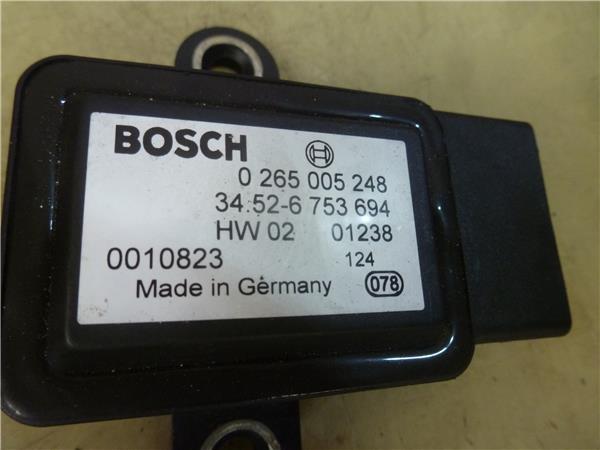 BOSCH
0 265 005 248
34.52-6 753 694
HW 02 01238
0010823 124
Made in Germany 078